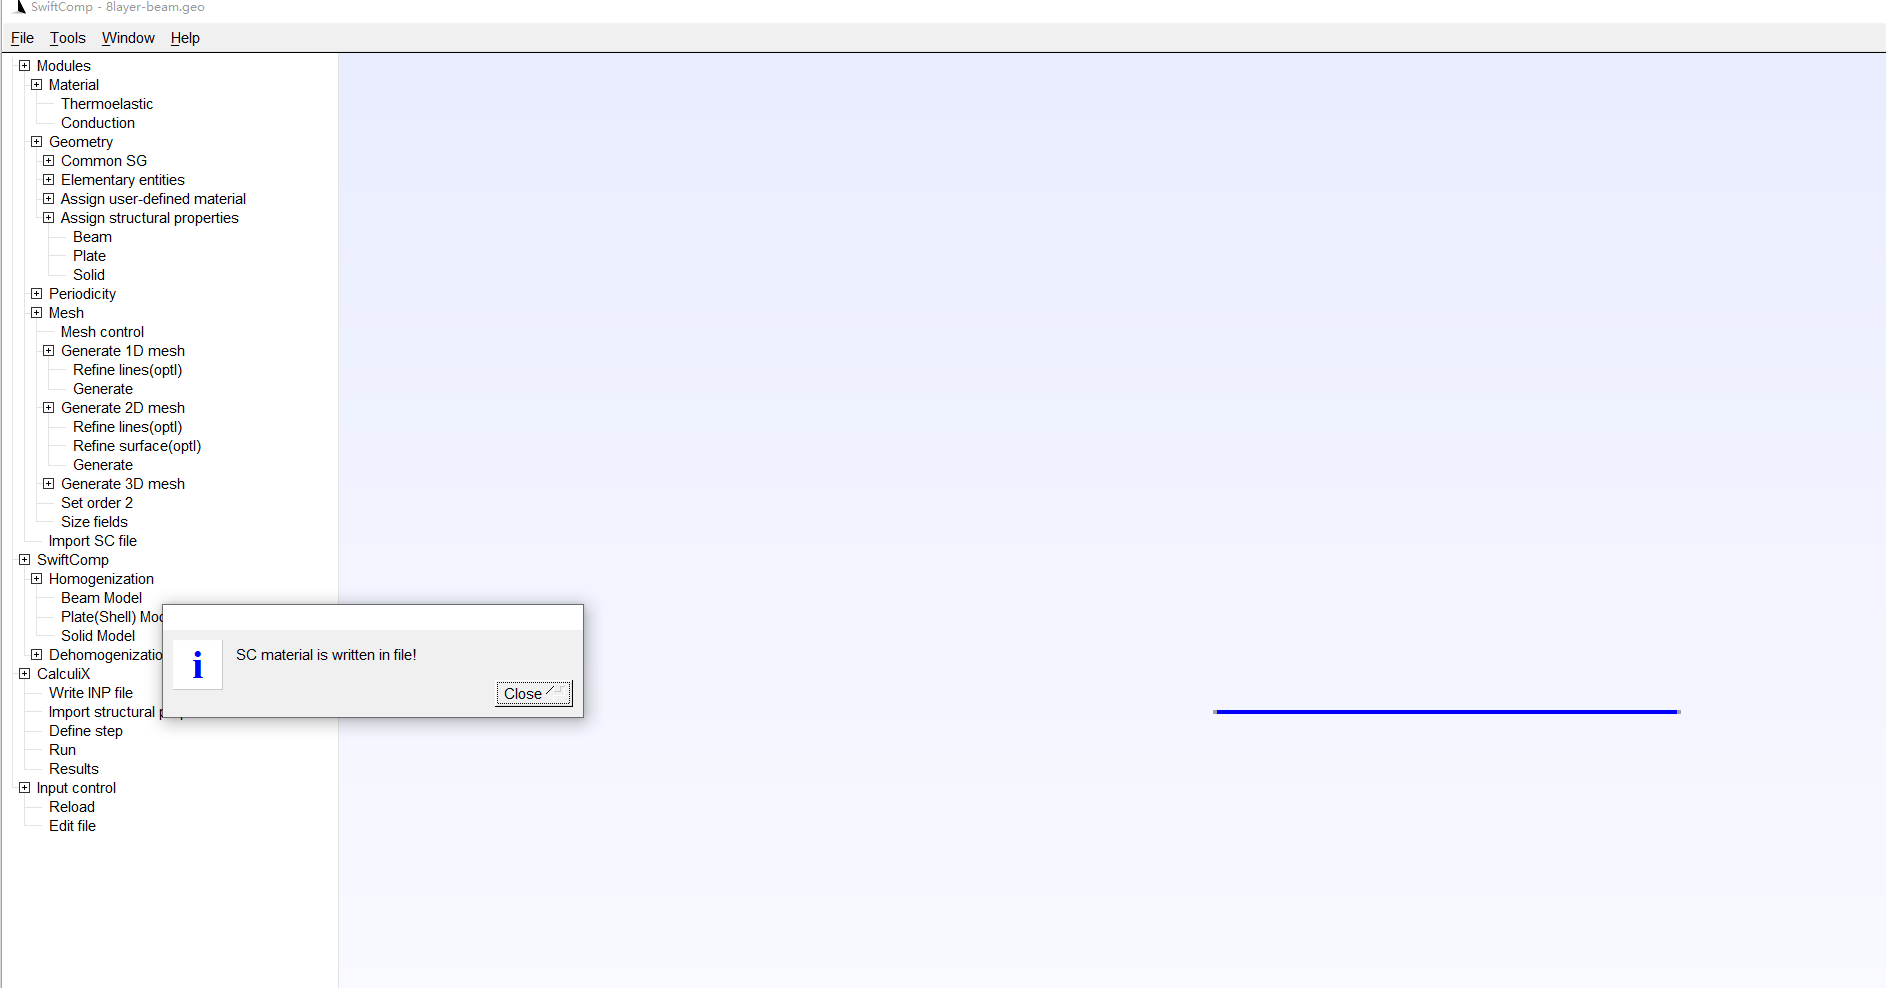 SwiftComp - 8layer-beam.geo
File Tools Window Help
Modules
Material
Thermoelastic
Conduction
Geometry
Common SG
Elementary entities
Assign user-defined material
Assign structural properties
Beam
Plate
Solid
Periodicity
Mesh
Mesh control
Generate 1D mesh
Refine lines(optl)
Generate
Generate 2D mesh
Refine lines(optl)
Refine surface(optl)
Generate
Generate 3D mesh
Set order 2
Size fields
Import SC file
SwiftComp
Homogenization
Beam Model
Plate(Shell)
Solid Model
CalculiX
Write INP file
Import structural
Define step
Run
Results
Input control
Reload
Edit file
i
SC material is written in file!
Close